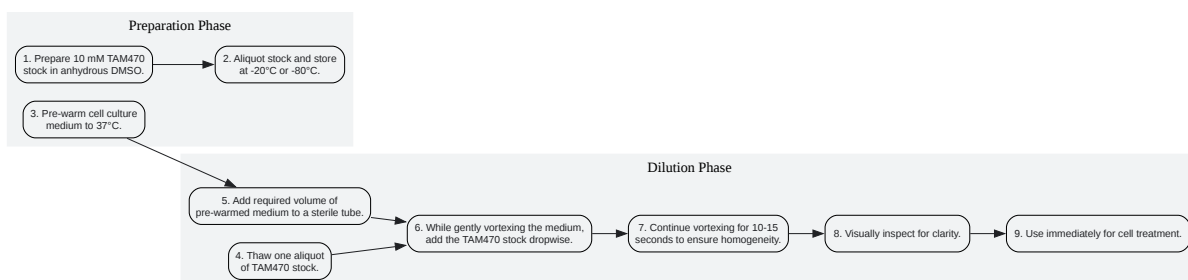 Preparation Phase
1. Prepare 10 mM TAM470
stock in anhydrous DMSO.
2. Aliquot stock and store
at -20°C or -80°C.
3. Pre-warm cell culture
medium to 37°C.
Dilution Phase
5. Add required volume of
pre-warmed medium to a sterile tube.
4. Thaw one aliquot
of TAM470 stock.
6. While gently vortexing the medium,
add the TAM470 stock dropwise.
7. Continue vortexing for 10-15
seconds to ensure homogeneity.
8. Visually inspect for clarity.
9. Use immediately for cell treatment.